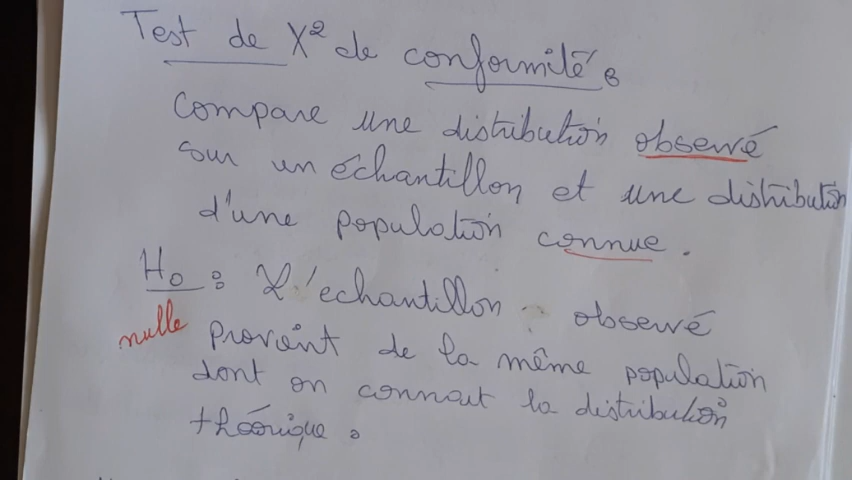 Test de X² de conformité :
Compare une distribution observé
sur un échantillon et une distribution
d'une population connue.
H₀ : L'echantillon observé
nulle provient de la même population
dont on connait la distribution
théorique :